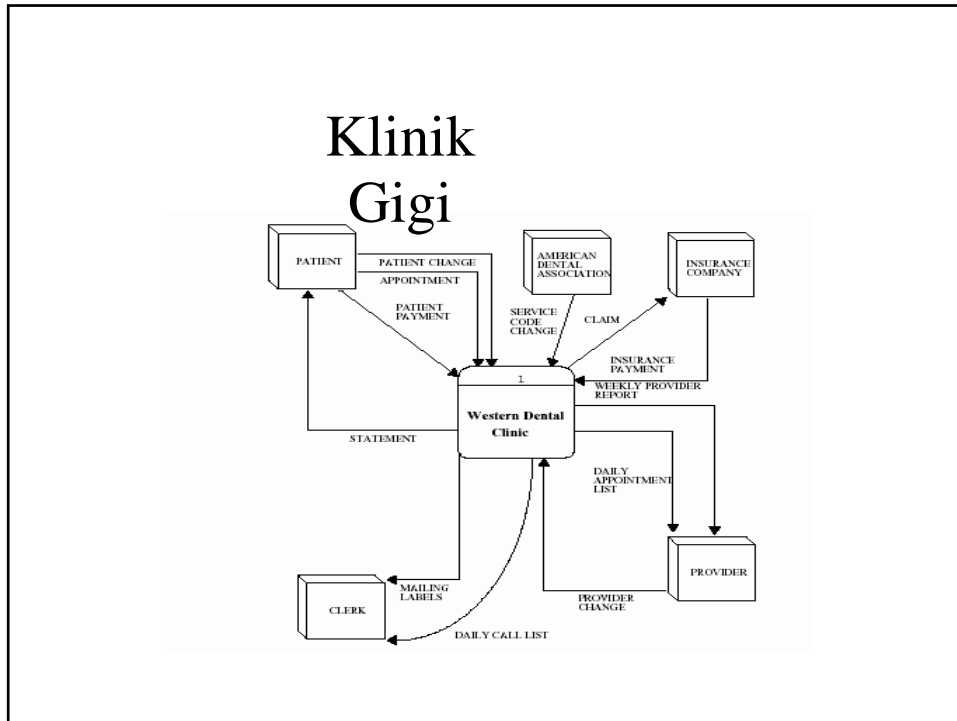 Klinik
Gigi
PATIENT
PATIENT CHANGE
APPOINTMENT
PATIENT
PAYMENT
AMERICAN
DENTAL
ASSOCIATION
INSURANCE
COMPANY
SERVICE
CODE
CHANGE
CLAIM
INSURANCE
PAYMENT
WEEKLY PROVIDER
REPORT
1
Western Dental
Clinic
STATEMENT
DAILY
APPOINTMENT
LIST
PROVIDER
PROVIDER
CHANGE
MAILING
LABELS
CLERK
DAILY CALL LIST